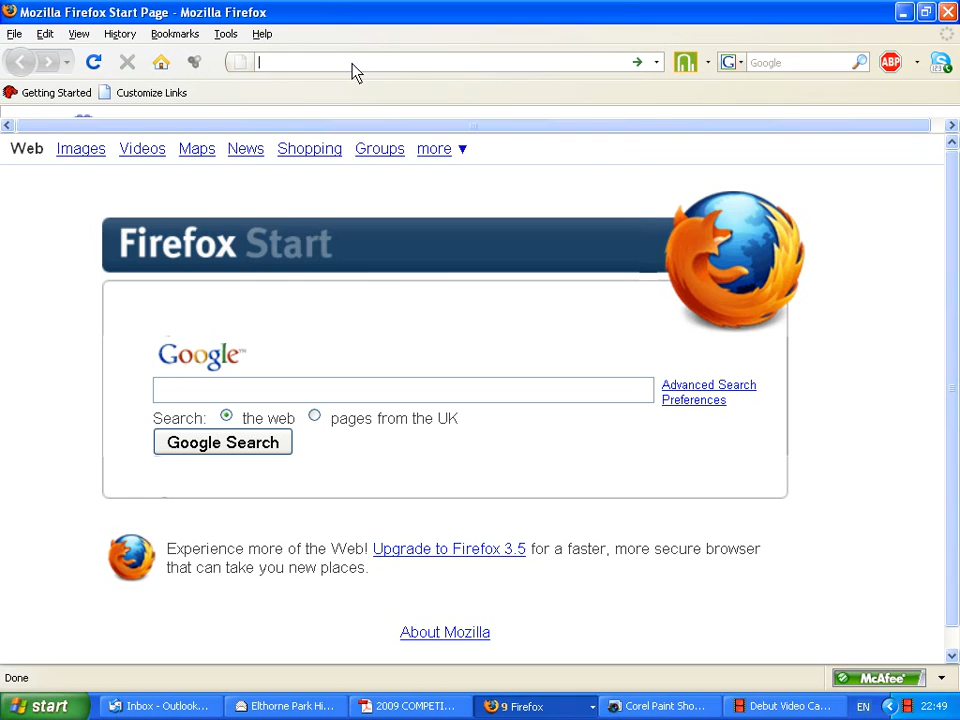 Mozilla Firefox Start Page - Mozilla Firefox
File Edit View History Bookmarks Tools Help
G Google ABP
Getting Started Customize Links
Web Images Videos Maps News Shopping Groups more ▼
Firefox Start
Google™
Advanced Search
Preferences
Search: the web pages from the UK
Google Search
Experience more of the Web! Upgrade to Firefox 3.5 for a faster, more secure browser
that can take you new places.
About Mozilla
Done McAfee
start Inbox - Outlook... Elthorne Park Hi... 2009 COMPETI... 9 Firefox Corel Paint Sho... Debut Video Ca... EN 22:49